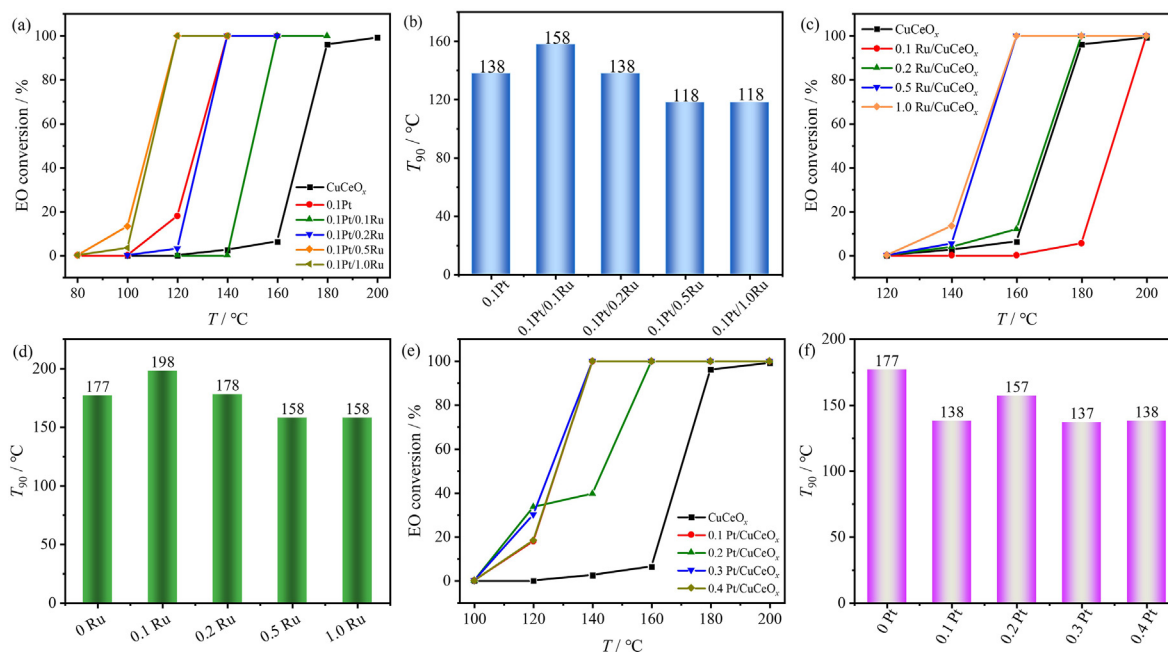 (a)
EO conversion / %
100
80
60
40
20
0
CuCeOₓ
0.1Pt
0.1Pt/0.1Ru
0.1Pt/0.2Ru
0.1Pt/0.5Ru
0.1Pt/1.0Ru
80 100 120 140 160 180 200
T / °C
(b)
T₉₀ / °C
160
120
80
40
0
138 158 138 118 118
0.1Pt 0.1Pt/0.1Ru 0.1Pt/0.2Ru 0.1Pt/0.5Ru 0.1Pt/1.0Ru
(c)
EO conversion / %
100
80
60
40
20
0
CuCeOₓ
0.1 Ru/CuCeOₓ
0.2 Ru/CuCeOₓ
0.5 Ru/CuCeOₓ
1.0 Ru/CuCeOₓ
120 140 160 180 200
T / °C
(d)
T₉₀ / °C
200
150
100
50
0
177 198 178 158 158
0 Ru 0.1 Ru 0.2 Ru 0.5 Ru 1.0 Ru
(e)
EO conversion / %
100
80
60
40
20
0
CuCeOₓ
0.1 Pt/CuCeOₓ
0.2 Pt/CuCeOₓ
0.3 Pt/CuCeOₓ
0.4 Pt/CuCeOₓ
100 120 140 160 180 200
T / °C
(f)
T₉₀ / °C
200
150
100
50
0
177 138 157 137 138
0 Pt 0.1 Pt 0.2 Pt 0.3 Pt 0.4 Pt